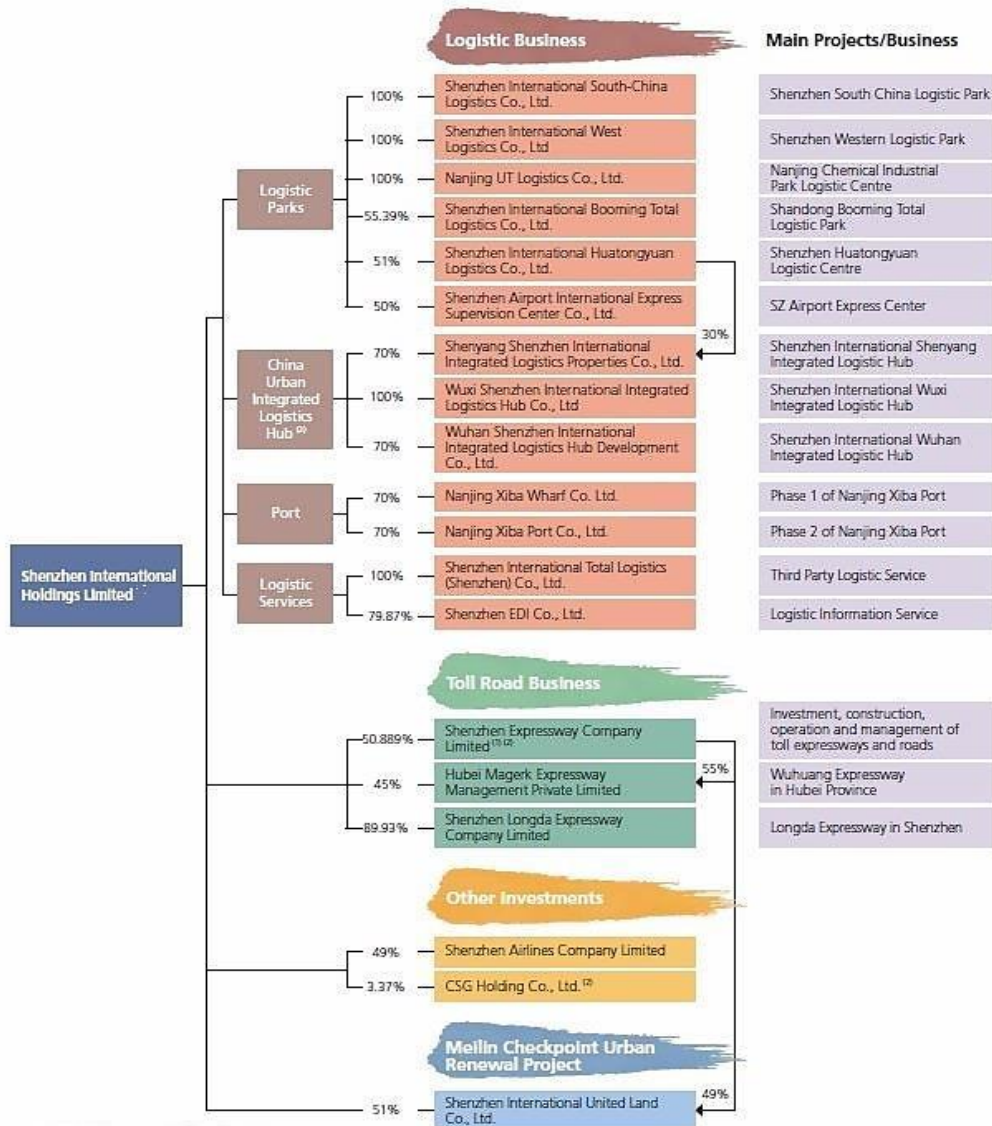 Logistic Business
Main Projects/Business
100%
Shenzhen International South-China
Logistics Co., Ltd.
Shenzhen South China Logistic Park
100%
Shenzhen International West
Logistics Co., Ltd
Shenzhen Western Logistic Park
Logistic
Parks
100%
Nanjing UT Logistics Co., Ltd.
Nanjing Chemical Industrial
Park Logistic Centre
55.39%
Shenzhen International Booming Total
Logistics Co., Ltd.
Shandong Booming Total
Logistic Park
51%
Shenzhen International Huatongyuan
Logistics Co., Ltd.
Shenzhen Huatongyuan
Logistic Centre
50%
Shenzhen Airport International Express
Supervision Center Co., Ltd.
SZ Airport Express Center
30%
China
Urban
Integrated
Logistics
Hub (2)
70%
Shenyang Shenzhen International
Integrated Logistics Properties Co., Ltd.
Shenzhen International Shenyang
Integrated Logistic Hub
100%
Wuxi Shenzhen International Integrated
Logistics Hub Co., Ltd
Shenzhen International Wuxi
Integrated Logistic Hub
70%
Wuhan Shenzhen International
Integrated Logistics Hub Development
Co., Ltd.
Shenzhen International Wuhan
Integrated Logistic Hub
Port
70%
Nanjing Xiba Wharf Co. Ltd.
Phase 1 of Nanjing Xiba Port
70%
Nanjing Xiba Port Co., Ltd.
Phase 2 of Nanjing Xiba Port
Shenzhen International
Holdings Limited
Logistic
Services
100%
Shenzhen International Total Logistics
(Shenzhen) Co., Ltd.
Third Party Logistic Service
79.87%
Shenzhen EDI Co., Ltd.
Logistic Information Service
Toll Road Business
50.889%
Shenzhen Expressway Company
Limited (1) (2)
Investment, construction,
operation and management of
toll expressways and roads
55%
45%
Hubei Magerk Expressway
Management Private Limited
Wuhuang Expressway
in Hubei Province
89.93%
Shenzhen Longda Expressway
Company Limited
Longda Expressway in Shenzhen
Other Investments
49%
Shenzhen Airlines Company Limited
3.37%
CSG Holding Co., Ltd. (2)
Meilin Checkpoint Urban
Renewal Project
49%
51%
Shenzhen International United Land
Co., Ltd.